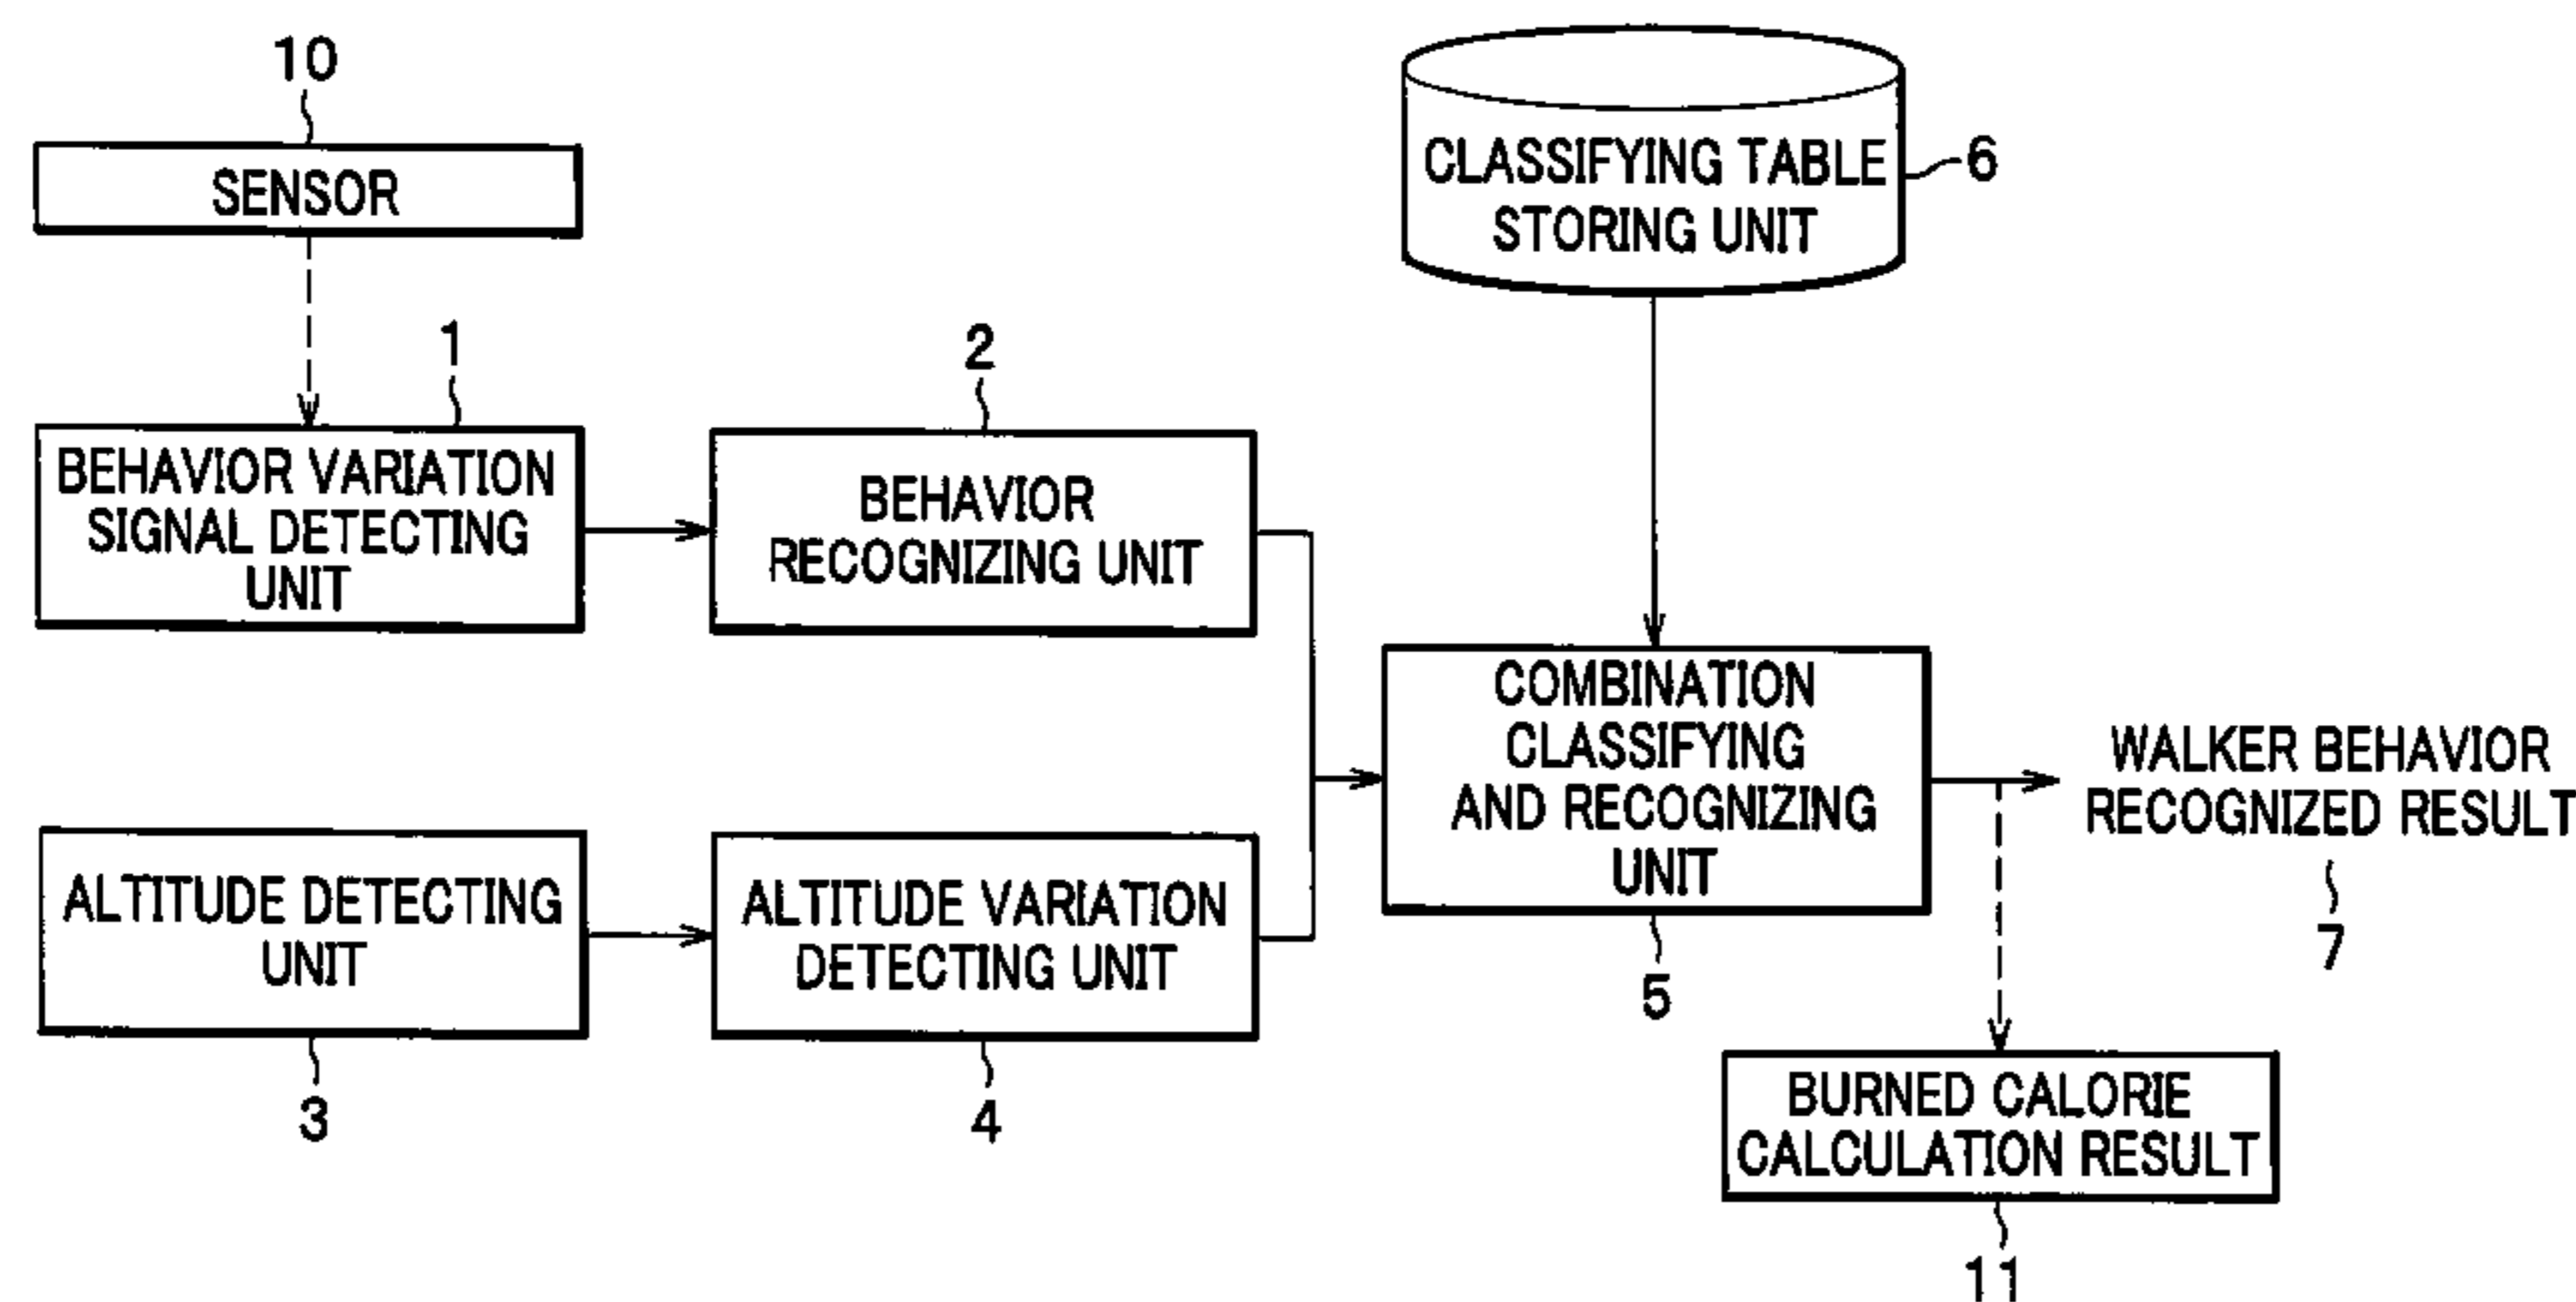 10
SENSOR
1
BEHAVIOR VARIATION
SIGNAL DETECTING
UNIT
2
BEHAVIOR
RECOGNIZING UNIT
CLASSIFYING TABLE
STORING UNIT
6
ALTITUDE DETECTING
UNIT
3
ALTITUDE VARIATION
DETECTING UNIT
4
COMBINATION
CLASSIFYING
AND RECOGNIZING
UNIT
5
WALKER BEHAVIOR
RECOGNIZED RESULT
7
BURNED CALORIE
CALCULATION RESULT
11